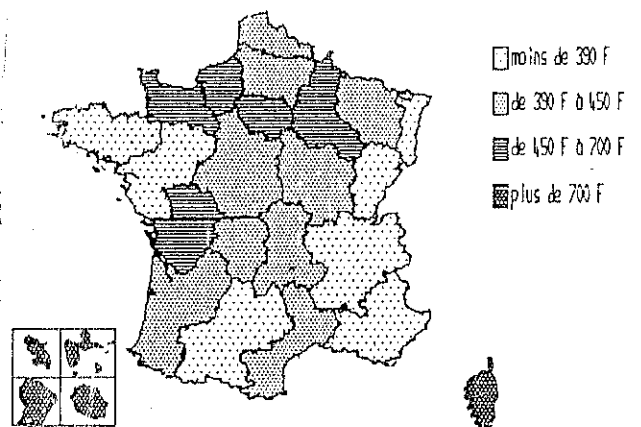 moins de 390 F
de 390 F à 450 F
de 450 F à 700 F
plus de 700 F